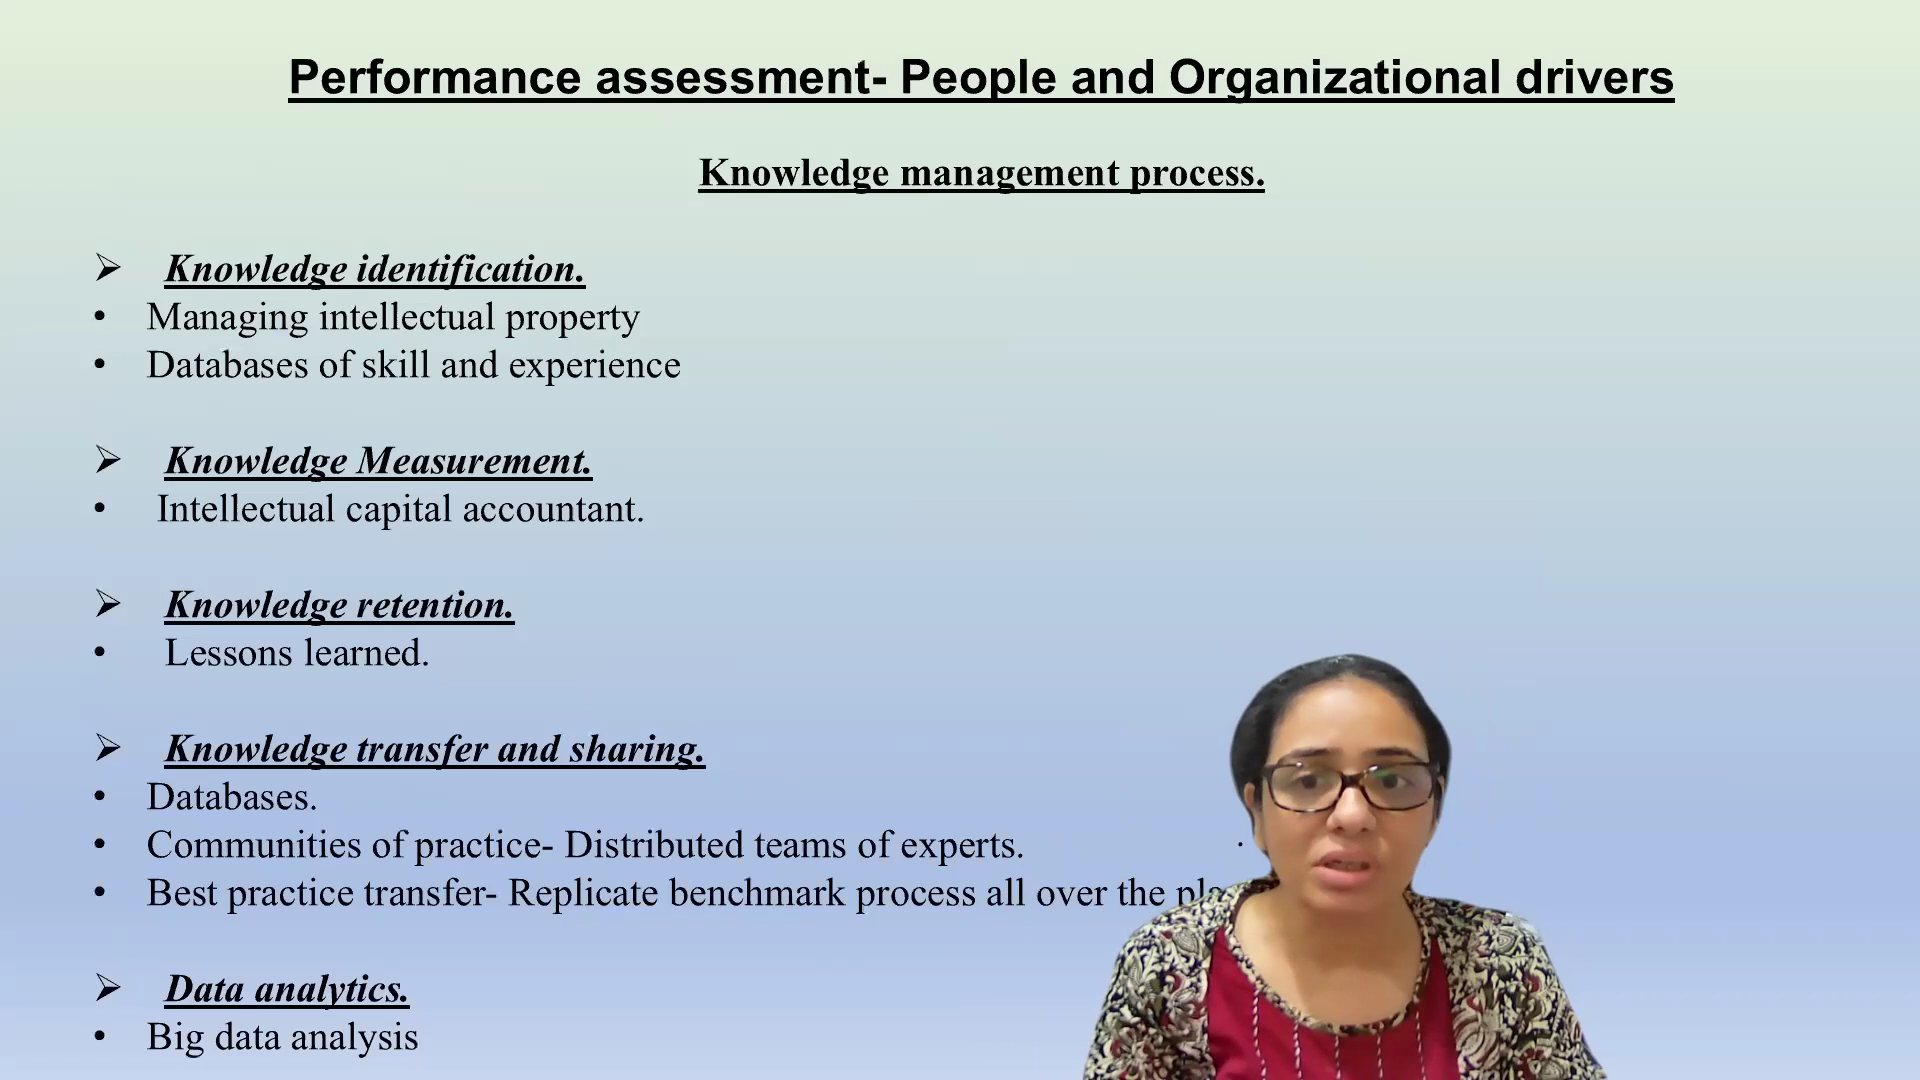 Performance assessment- People and Organizational drivers
Knowledge management process.
➢ Knowledge identification.
• Managing intellectual property
• Databases of skill and experience
➢ Knowledge Measurement.
• Intellectual capital accountant.
➢ Knowledge retention.
• Lessons learned.
➢ Knowledge transfer and sharing.
• Databases.
• Communities of practice- Distributed teams of experts. .
• Best practice transfer- Replicate benchmark process all over the
➢ Data analytics.
• Big data analysis